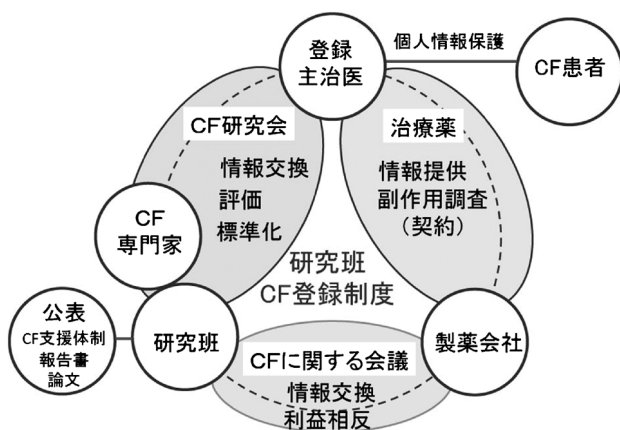 登録
主治医
個人情報保護
CF患者
CF研究会
情報交換
評価
標準化
治療薬
情報提供
副作用調査
（契約）
CF
専門家
研究班
CF登録制度
公表
CF支援体制
報告書
論文
研究班
CFに関する会議
情報交換
利益相反
製薬会社